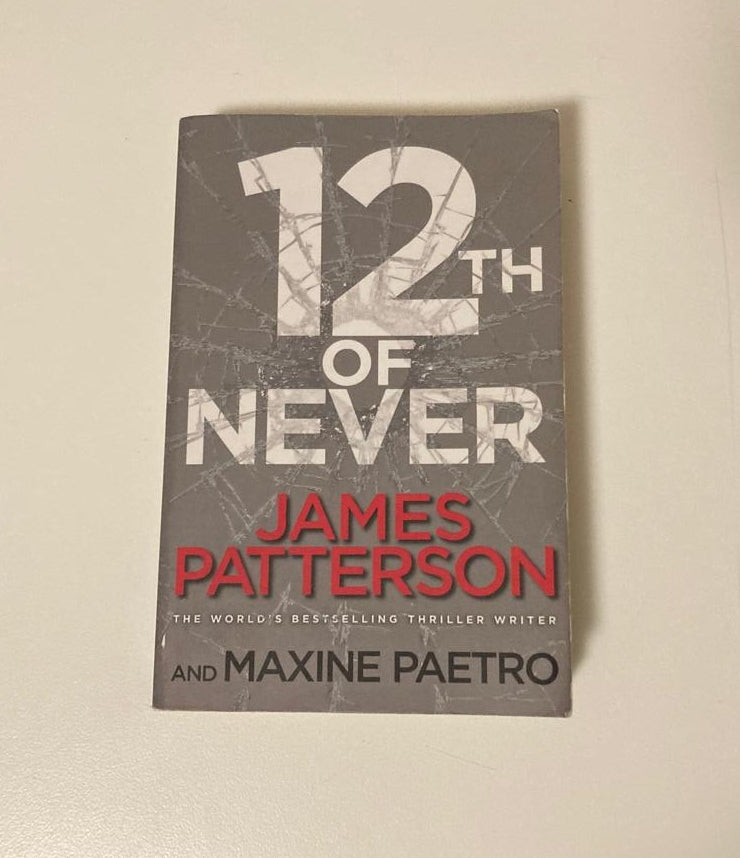 12TH
OF
NEVER
JAMES
PATTERSON
THE WORLD'S BESTSELLING THRILLER WRITER
AND MAXINE PAETRO